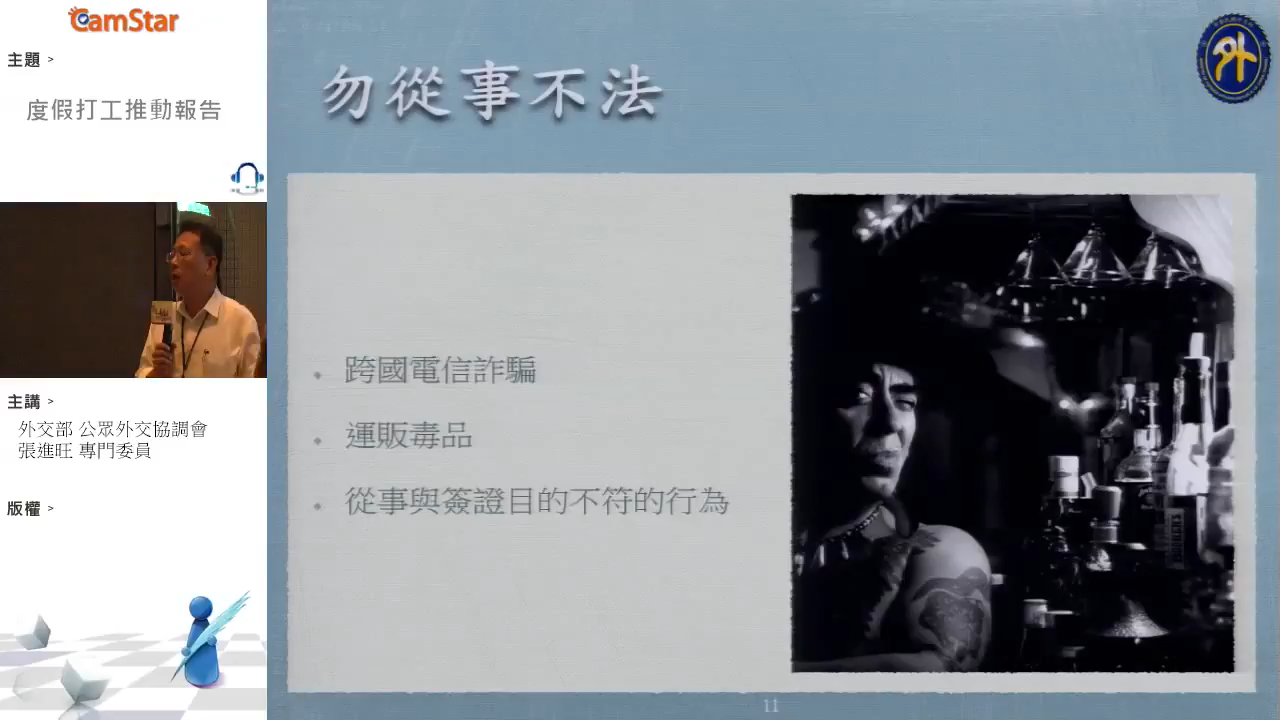 CamStar
主題 >
度假打工推動報告
主講 >
外交部 公眾外交協調會
張進旺 專門委員
版權 >
勿從事不法
外
• 跨國電信詐騙
• 運販毒品
• 從事與簽證目的不符的行為
11